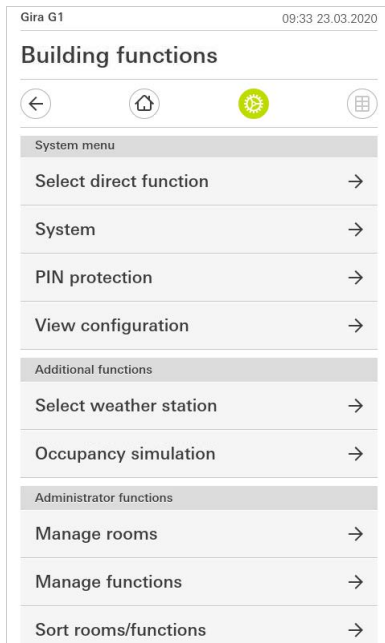 Gira G1 09:33 23.03.2020
Building functions
System menu
Select direct function
System
PIN protection
View configuration
Additional functions
Select weather station
Occupancy simulation
Administrator functions
Manage rooms
Manage functions
Sort rooms/functions